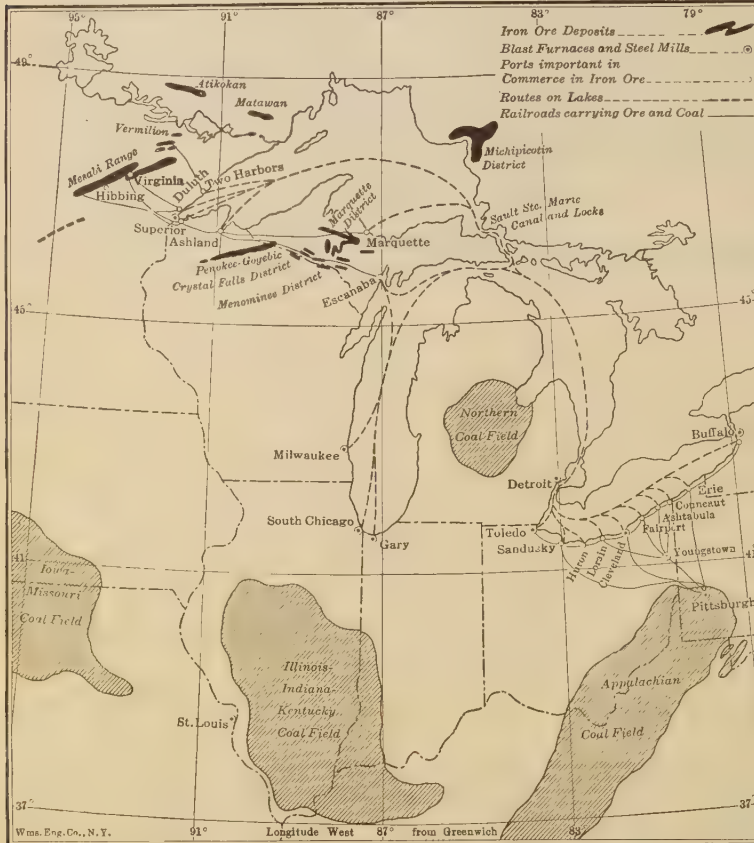 95°
91°
87°
83°
79°
Iron Ore Deposits
Blast Furnaces and Steel Mills
Ports important in
Commerce in Iron Ore
Routes on Lakes
Railroads carrying Ore and Coal
49°
Atikokan
Matawan
Vermilion
Michipicotin
District
Mesabi Range
Virginia
Hibbing
Duluth
Two Harbors
Superior
Ashland
Marquette
District
Marquette
Sault Ste. Marie
Canal and Locks
Penokee-Gogebic
Crystal Falls District
Menominee District
Escanaba
45°
45°
Northern
Coal Field
Milwaukee
Detroit
Buffalo
South Chicago
Gary
Toledo
Sandusky
Huron
Lorain
Cleveland
Fairport
Ashtabula
Conneaut
Erie
Youngstown
Pittsburgh
41°
41
Iowa-
Missouri
Coal Field
Illinois-
Indiana-
Kentucky
Coal Field
Appalachian
Coal Field
St. Louis
37°
37°
Wms. Eng. Co., N.Y.
91°
Longitude West
87°
from Greenwich
83°